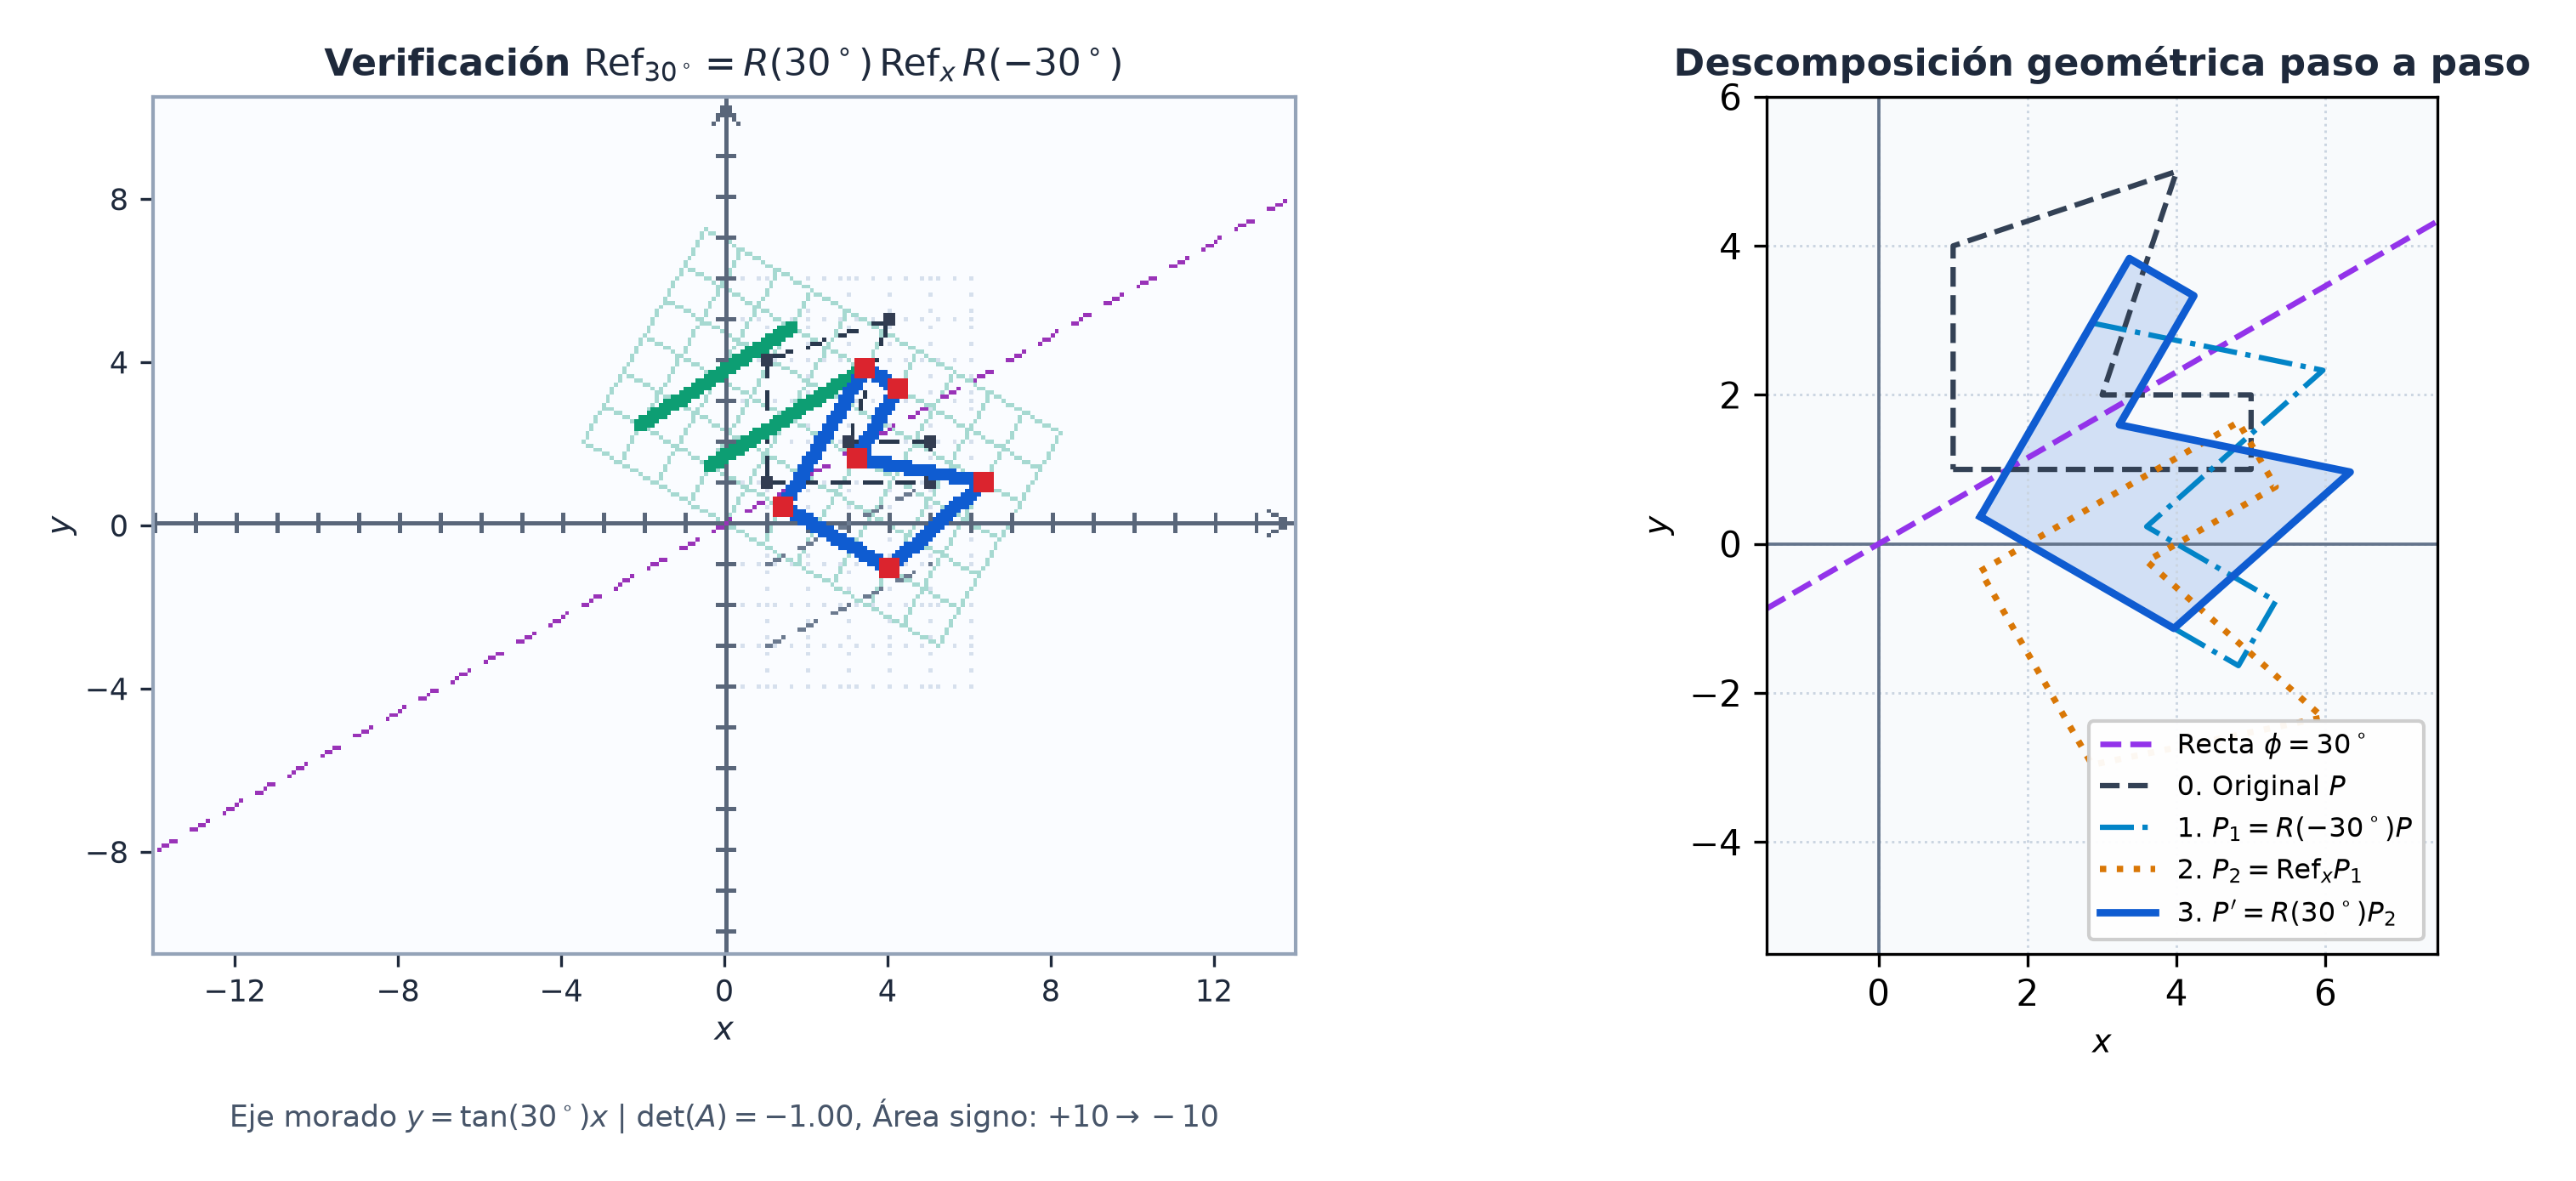 Verificación Ref₃₀° = R(30°) Refₓ R(−30°)
8
4
0
−4
−8
y
−12 −8 −4 0 4 8 12
x
Eje morado y = tan(30°)x | det(A) = −1.00, Área signo: +10 → −10
Descomposición geométrica paso a paso
6
4
2
0
−2
−4
y
0 2 4 6
x
Recta ϕ = 30°
0. Original P
1. P₁ = R(−30°)P
2. P₂ = RefₓP₁
3. P′ = R(30°)P₂